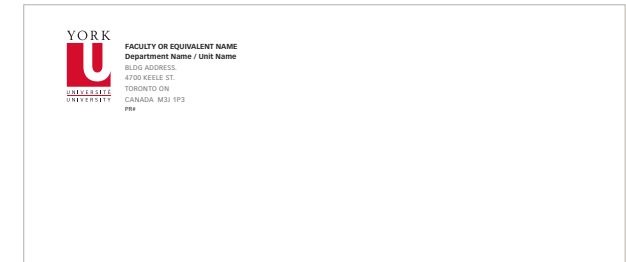 YORK
U
UNIVERSITÉ
UNIVERSITY
FACULTY OR EQUIVALENT NAME
Department Name / Unit Name
BLDG ADDRESS.
4700 KEELE ST.
TORONTO ON
CANADA M3J 1P3
PR#